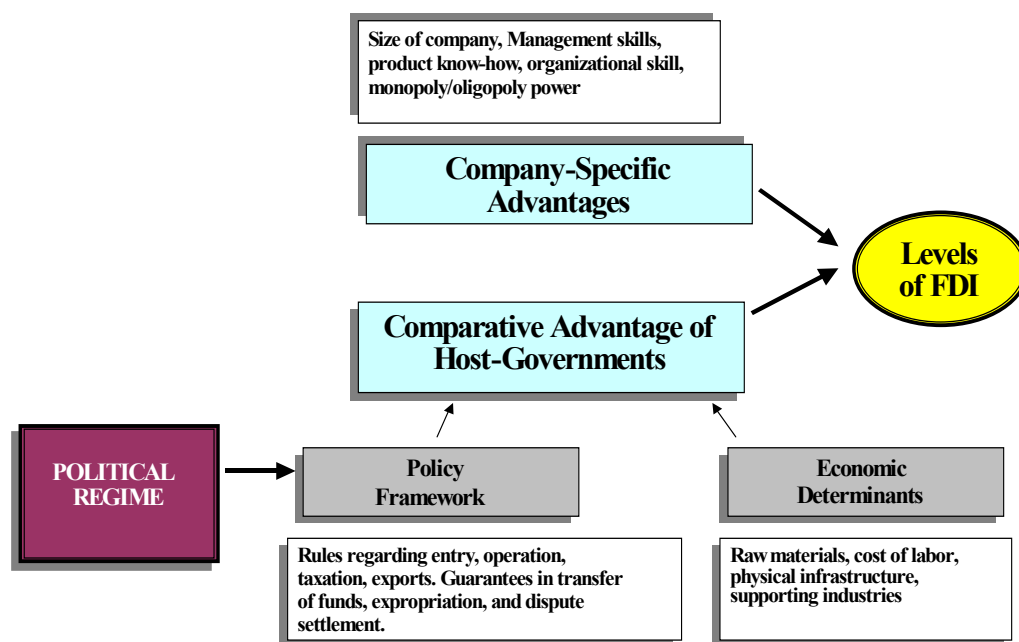 Size of company, Management skills,
product know-how, organizational skill,
monopoly/oligopoly power
Company-Specific
Advantages
Levels
of FDI
Comparative Advantage of
Host-Governments
POLITICAL
REGIME
Policy
Framework
Economic
Determinants
Rules regarding entry, operation,
taxation, exports. Guarantees in transfer
of funds, expropriation, and dispute
settlement.
Raw materials, cost of labor,
physical infrastructure,
supporting industries